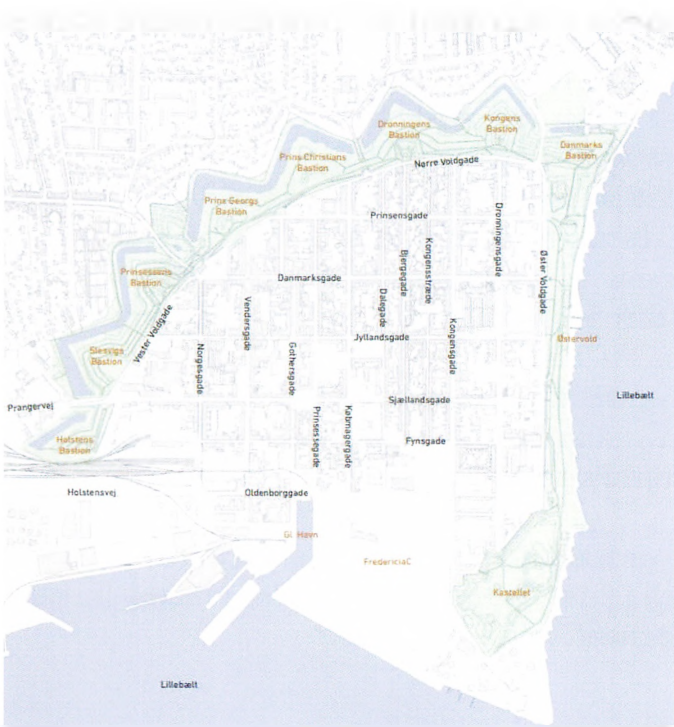 Kongens
Bastion
Dronningens
Bastion
Danmarks
Bastion
Prins Christians
Bastion
Nørre Voldgade
Prins Georgs
Bastion
Prinsensgade
Dronningensgade
Kongensstræde
Bjergegade
Øster Voldgade
Prinsessens
Bastion
Danmarksgade
Dalegade
Vendersgade
Vester Voldgade
Kongensgade
Jyllandsgade
Østervold
Gothersgade
Norgesgade
Slesvigs
Bastion
Lillebælt
Sjællandsgade
Prangervej
Prinsessegade
Købmagergade
Holstens
Bastion
Fynsgade
Holstensvej
Oldenborggade
Gl. Havn
FredericiaC
Kastellet
Lillebælt